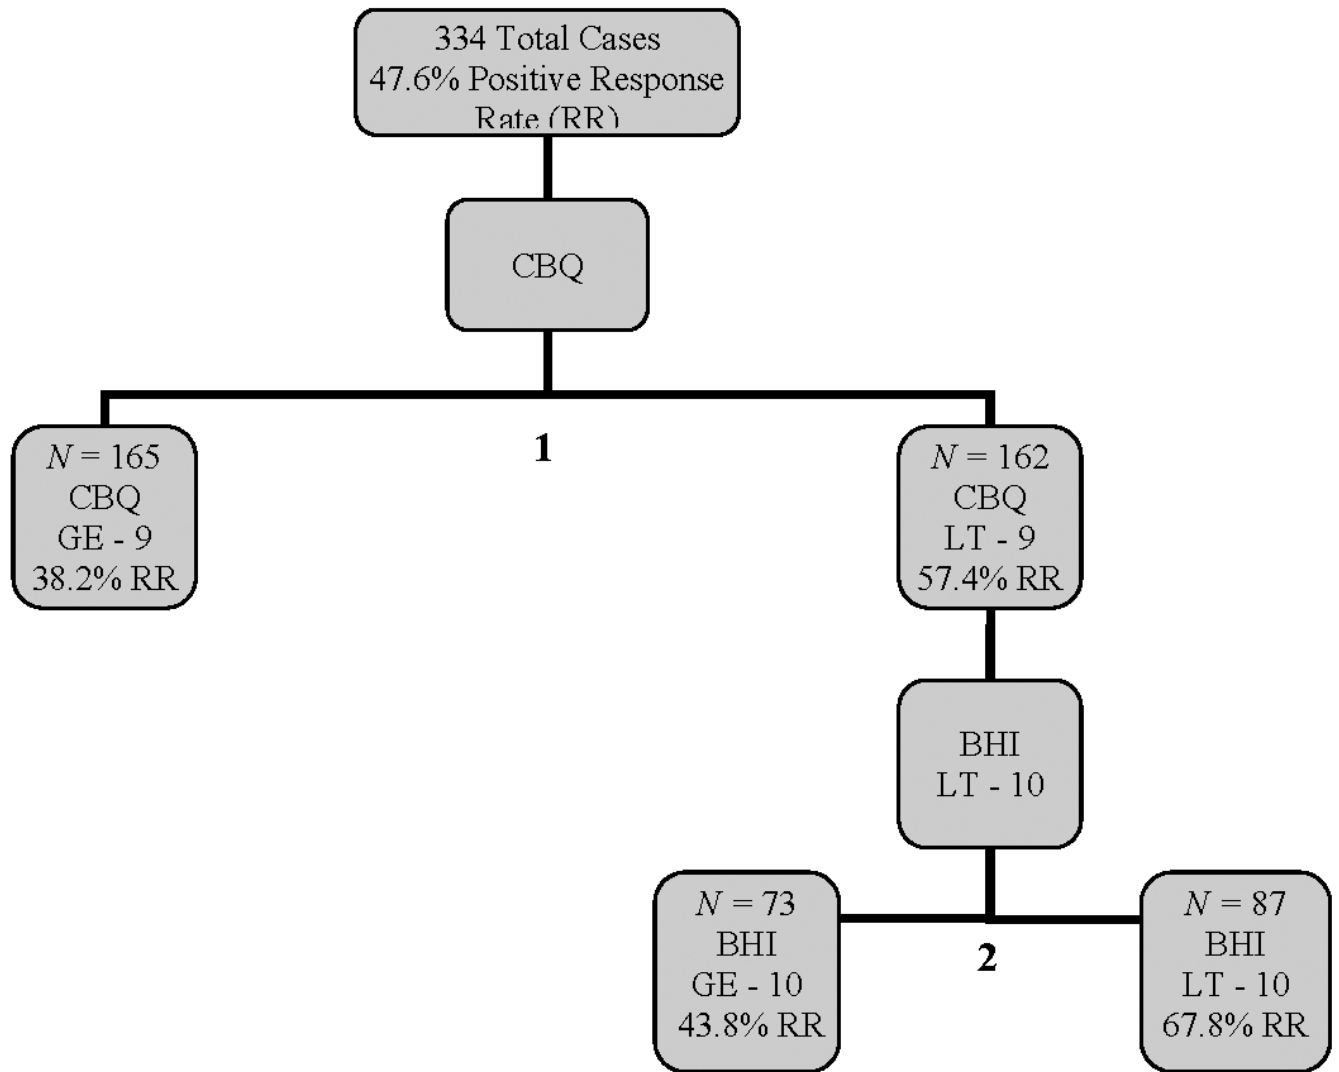 334 Total Cases
47.6% Positive Response
Rate (RR)
CBQ
N = 165
CBQ
GE - 9
38.2% RR
1
N = 162
CBQ
LT - 9
57.4% RR
BHI
LT - 10
N = 73
BHI
GE - 10
43.8% RR
2
N = 87
BHI
LT - 10
67.8% RR